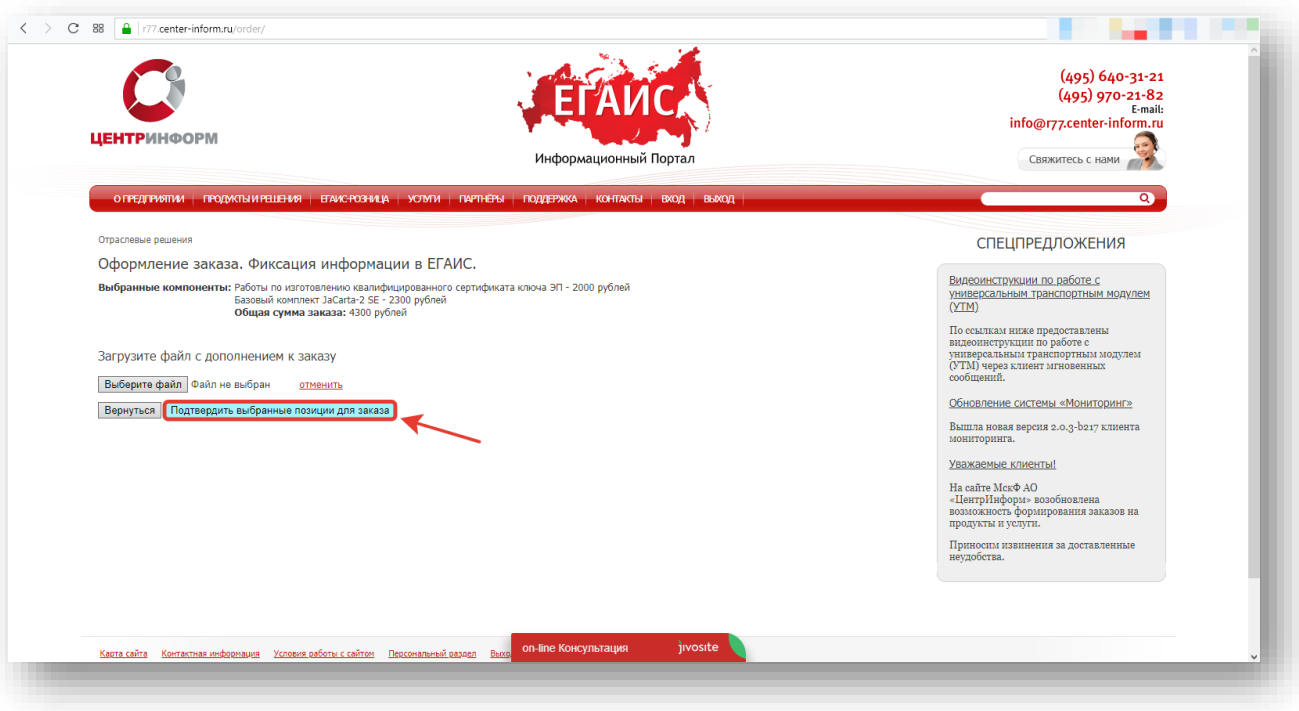 r77.center-inform.ru/order/
ЦЕНТРИНФОРМ
ЕГАИС
Информационный Портал
(495) 640-31-21
(495) 970-21-82
E-mail:
info@r77.center-inform.ru
Свяжитесь с нами
О ПРЕДПРИЯТИИ ПРОДУКТЫ И РЕШЕНИЯ ЕГАИС-РОЗНИЦА УСЛУГИ ПАРТНЁРЫ ПОДДЕРЖКА КОНТАКТЫ ВХОД ВЫХОД
Отраслевые решения
Оформление заказа. Фиксация информации в ЕГАИС.
Выбранные компоненты: Работы по изготовлению квалифицированного сертификата ключа ЭП - 2000 рублей
Базовый комплект JaCarta-2 SE - 2300 рублей
Общая сумма заказа: 4300 рублей
Загрузите файл с дополнением к заказу
Выберите файл Файл не выбран отменить
Вернуться Подтвердить выбранные позиции для заказа
СПЕЦПРЕДЛОЖЕНИЯ
Видеоинструкции по работе с
универсальным транспортным модулем
(УТМ)
По ссылкам ниже предоставлены
видеоинструкции по работе с
универсальным транспортным модулем
(УТМ) через клиент мгновенных
сообщений.
Обновление системы «Мониторинг»
Вышла новая версия 2.0.3-b217 клиента
мониторинга.
Уважаемые клиенты!
На сайте МскФ АО
«ЦентрИнформ» возобновлена
возможность формирования заказов на
продукты и услуги.
Приносим извинения за доставленные
неудобства.
Карта сайта Контактная информация Условия работы с сайтом Персональный раздел Выхо
on-line Консультация jivosite